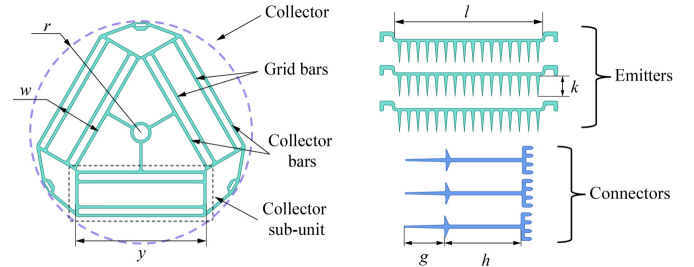 r
Collector
Grid bars
w
Collector
bars
Collector
sub-unit
y
l
k
Emitters
Connectors
g
h